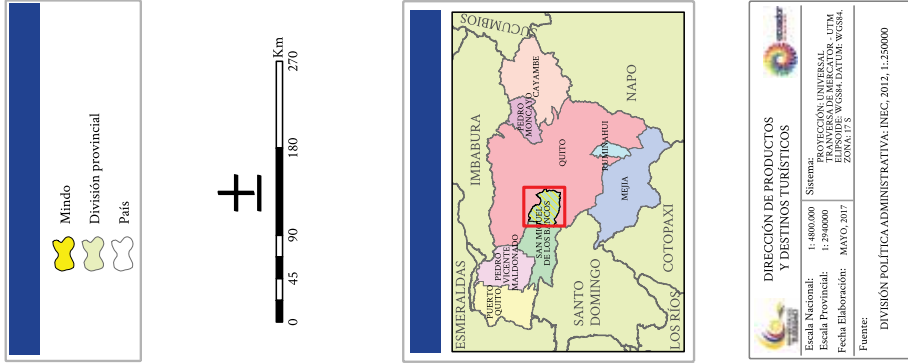 Mindo
División provincial
País
0 45 90 180 270
Km
SUCUMBIOS
ESMERALDAS
IMBABURA
CAYAMBE
PEDRO
MONCAYO
NAPO
PUERTO
QUITO
PEDRO
VICENTE
MALDONADO
QUITO
SAN MIGUEL
DE LOS BANCOS
RUMIÑAHUI
MEJIA
SANTO
DOMINGO
COTOPAXI
LOS RÍOS
DIRECCIÓN DE PRODUCTOS
Y DESTINOS TURÍSTICOS
Escala Nacional: 1: 4800000
Escala Provincial: 1: 2940000
Fecha Elaboración: MAYO, 2017
Sistema:
PROYECCIÓN: UNIVERSAL
TRANVERSA DE MERCATOR - UTM
ELIPSOIDE: WGS84. DATUM: WGS84.
ZONA: 17 S
Fuente:
DIVISIÓN POLÍTICA ADMINISTRATIVA: INEC, 2012, 1:.250000